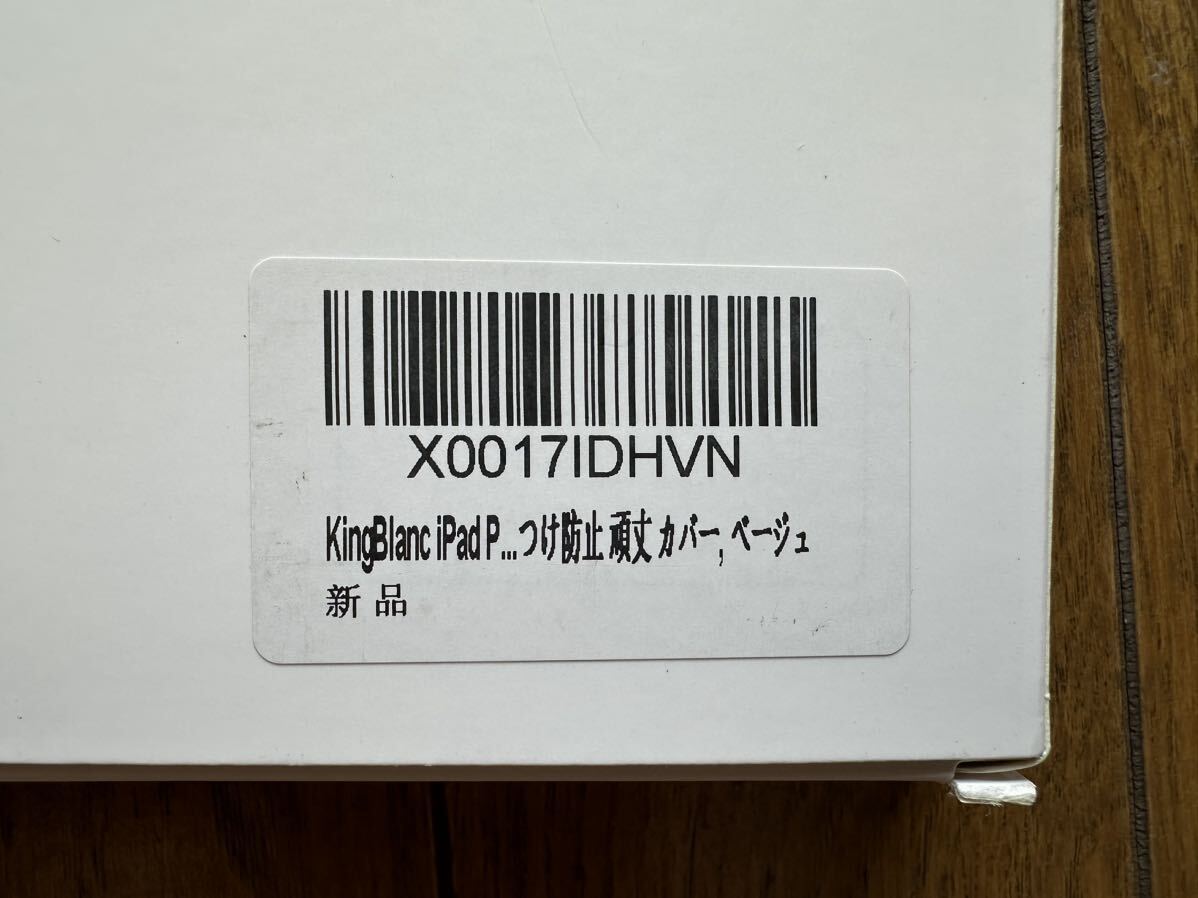 X0017IDHVN
KingBlanc iPad P...つけ防止 頑丈 カバー, ベージュ
新品